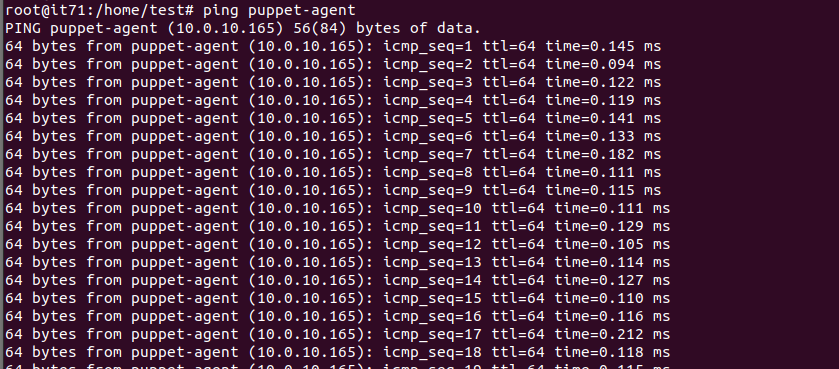 root@it71:/home/test# ping puppet-agent
PING puppet-agent (10.0.10.165) 56(84) bytes of data.
64 bytes from puppet-agent (10.0.10.165): icmp_seq=1 ttl=64 time=0.145 ms
64 bytes from puppet-agent (10.0.10.165): icmp_seq=2 ttl=64 time=0.094 ms
64 bytes from puppet-agent (10.0.10.165): icmp_seq=3 ttl=64 time=0.122 ms
64 bytes from puppet-agent (10.0.10.165): icmp_seq=4 ttl=64 time=0.119 ms
64 bytes from puppet-agent (10.0.10.165): icmp_seq=5 ttl=64 time=0.141 ms
64 bytes from puppet-agent (10.0.10.165): icmp_seq=6 ttl=64 time=0.133 ms
64 bytes from puppet-agent (10.0.10.165): icmp_seq=7 ttl=64 time=0.182 ms
64 bytes from puppet-agent (10.0.10.165): icmp_seq=8 ttl=64 time=0.111 ms
64 bytes from puppet-agent (10.0.10.165): icmp_seq=9 ttl=64 time=0.115 ms
64 bytes from puppet-agent (10.0.10.165): icmp_seq=10 ttl=64 time=0.111 ms
64 bytes from puppet-agent (10.0.10.165): icmp_seq=11 ttl=64 time=0.129 ms
64 bytes from puppet-agent (10.0.10.165): icmp_seq=12 ttl=64 time=0.105 ms
64 bytes from puppet-agent (10.0.10.165): icmp_seq=13 ttl=64 time=0.114 ms
64 bytes from puppet-agent (10.0.10.165): icmp_seq=14 ttl=64 time=0.127 ms
64 bytes from puppet-agent (10.0.10.165): icmp_seq=15 ttl=64 time=0.110 ms
64 bytes from puppet-agent (10.0.10.165): icmp_seq=16 ttl=64 time=0.116 ms
64 bytes from puppet-agent (10.0.10.165): icmp_seq=17 ttl=64 time=0.212 ms
64 bytes from puppet-agent (10.0.10.165): icmp_seq=18 ttl=64 time=0.118 ms
64 bytes from puppet-agent (10.0.10.165): icmp_seq=19 ttl=64 ms